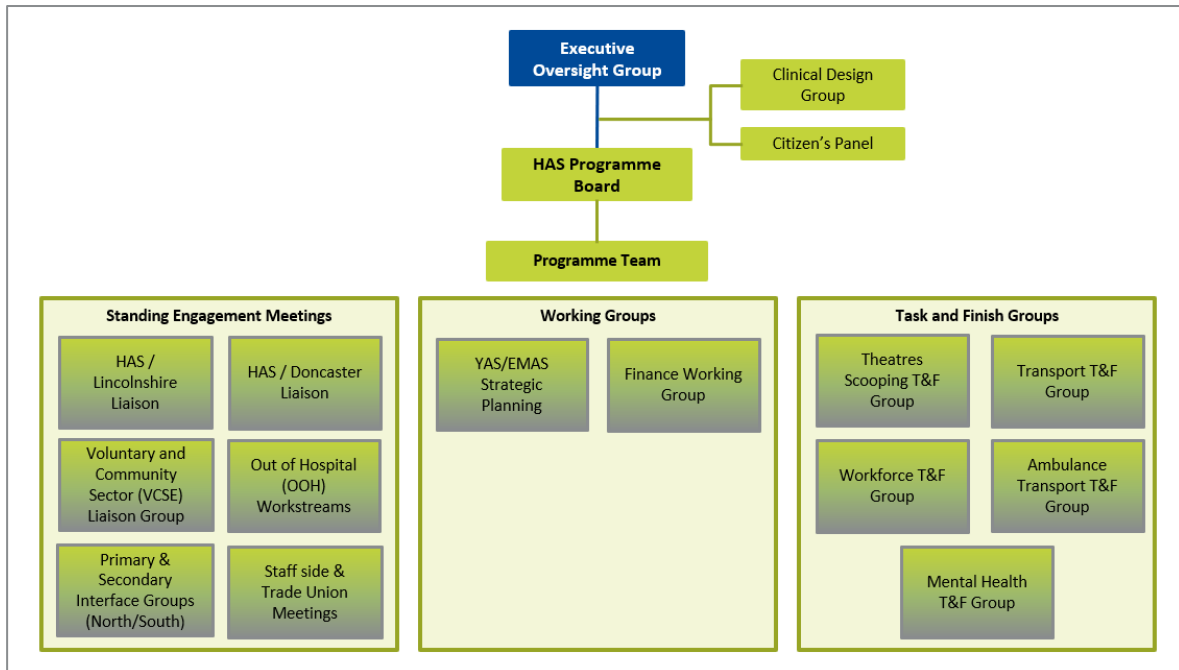 Executive
Oversight Group
Clinical Design
Group
Citizen’s Panel
HAS Programme
Board
Programme Team
Standing Engagement Meetings
HAS /
Lincolnshire
Liaison
HAS / Doncaster
Liaison
Voluntary and
Community
Sector (VCSE)
Liaison Group
Out of Hospital
(OOH)
Workstreams
Primary &
Secondary
Interface Groups
(North/South)
Staff side &
Trade Union
Meetings
Working Groups
YAS/EMAS
Strategic
Planning
Finance Working
Group
Task and Finish Groups
Theatres
Scooping T&F
Group
Transport T&F
Group
Workforce T&F
Group
Ambulance
Transport T&F
Group
Mental Health
T&F Group